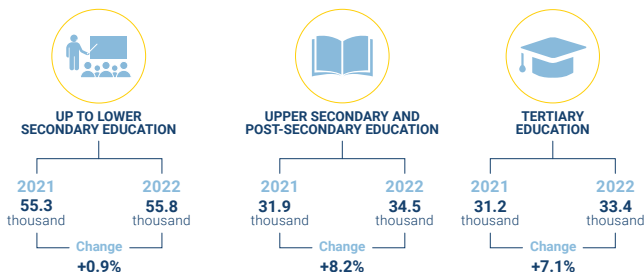 UP TO LOWER
SECONDARY EDUCATION
2021
55.3
thousand
2022
55.8
thousand
Change
+0.9%
UPPER SECONDARY AND
POST-SECONDARY EDUCATION
2021
31.9
thousand
2022
34.5
thousand
Change
+8.2%
TERTIARY
EDUCATION
2021
31.2
thousand
2022
33.4
thousand
Change
+7.1%